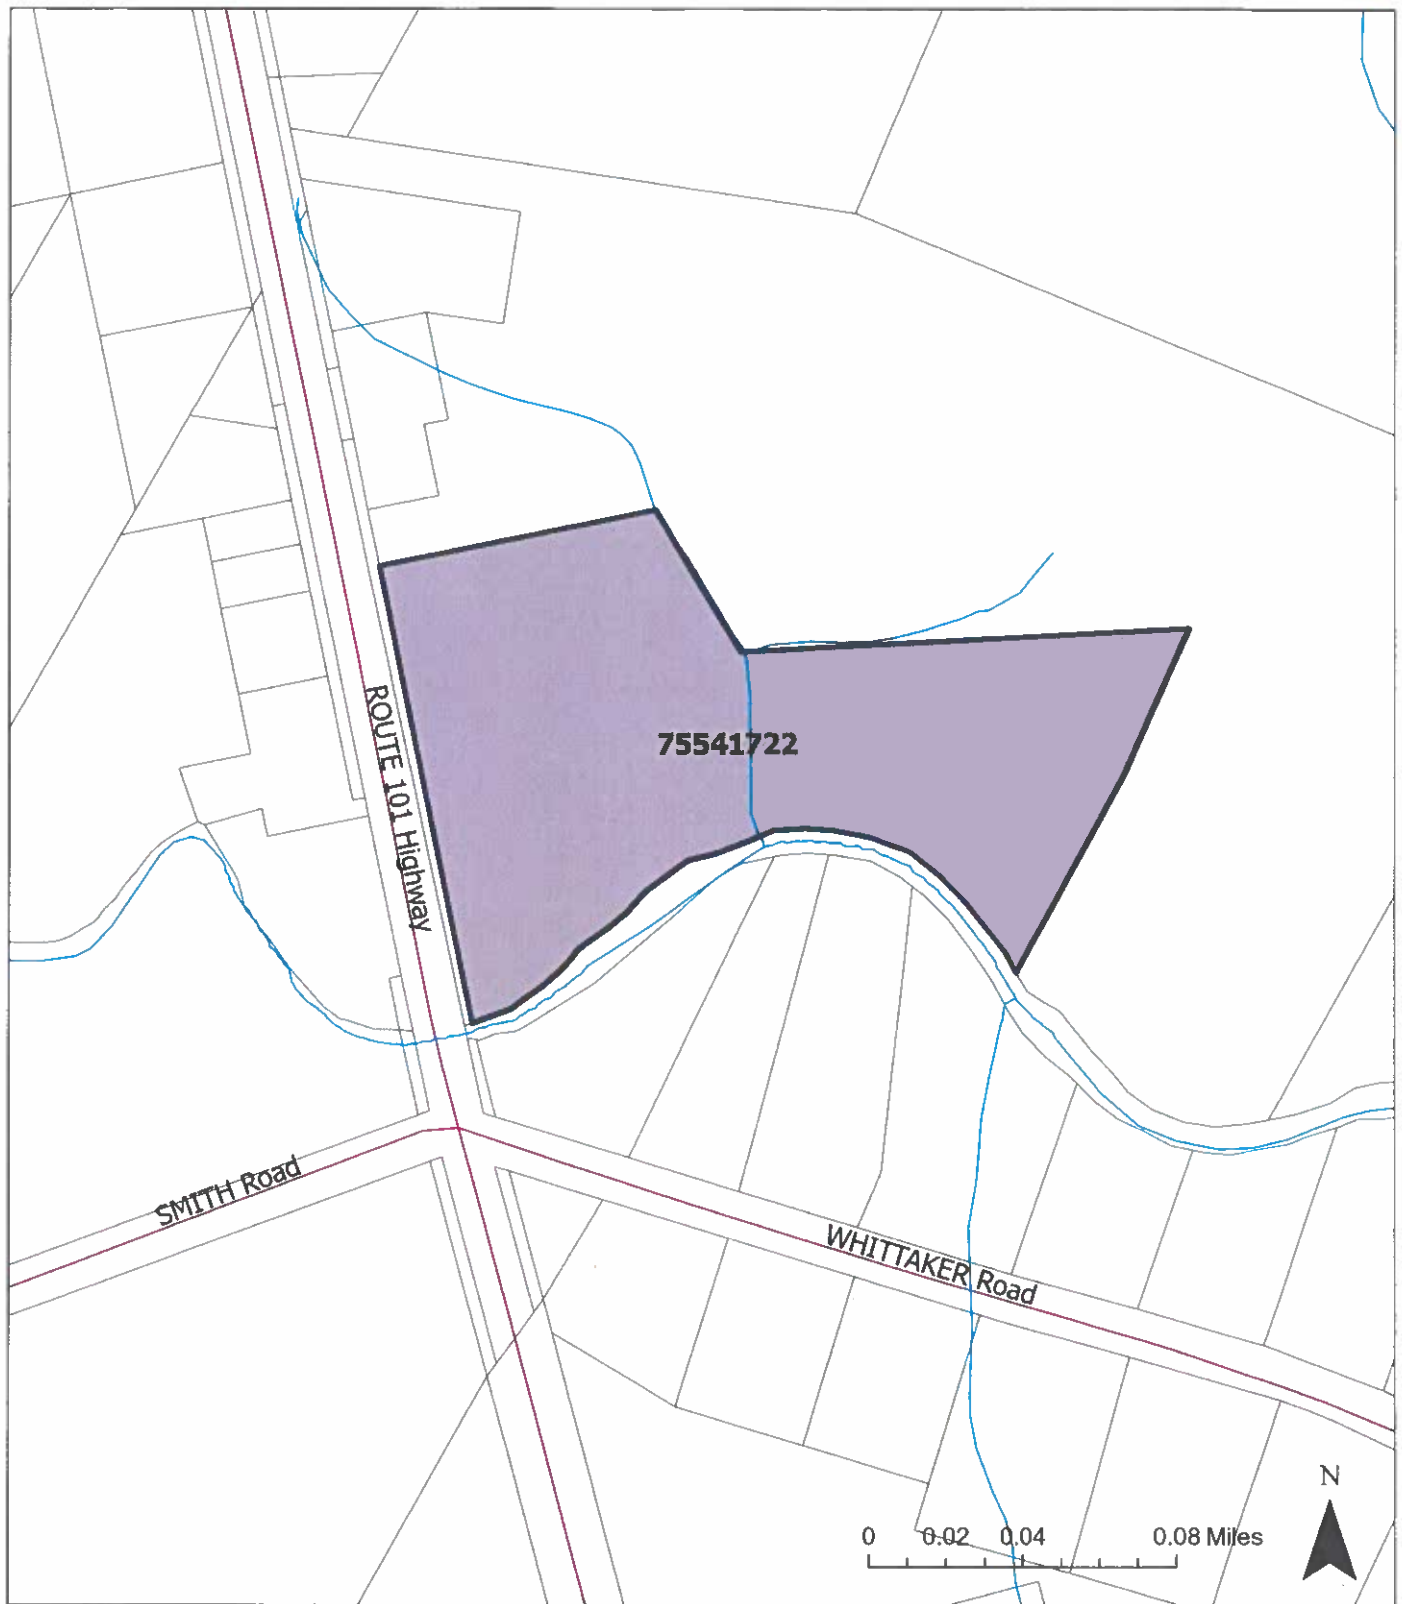 75541722
ROUTE 101 Highway
SMITH Road
WHITTAKER Road
N
0 0.02 0.04 0.08 Miles